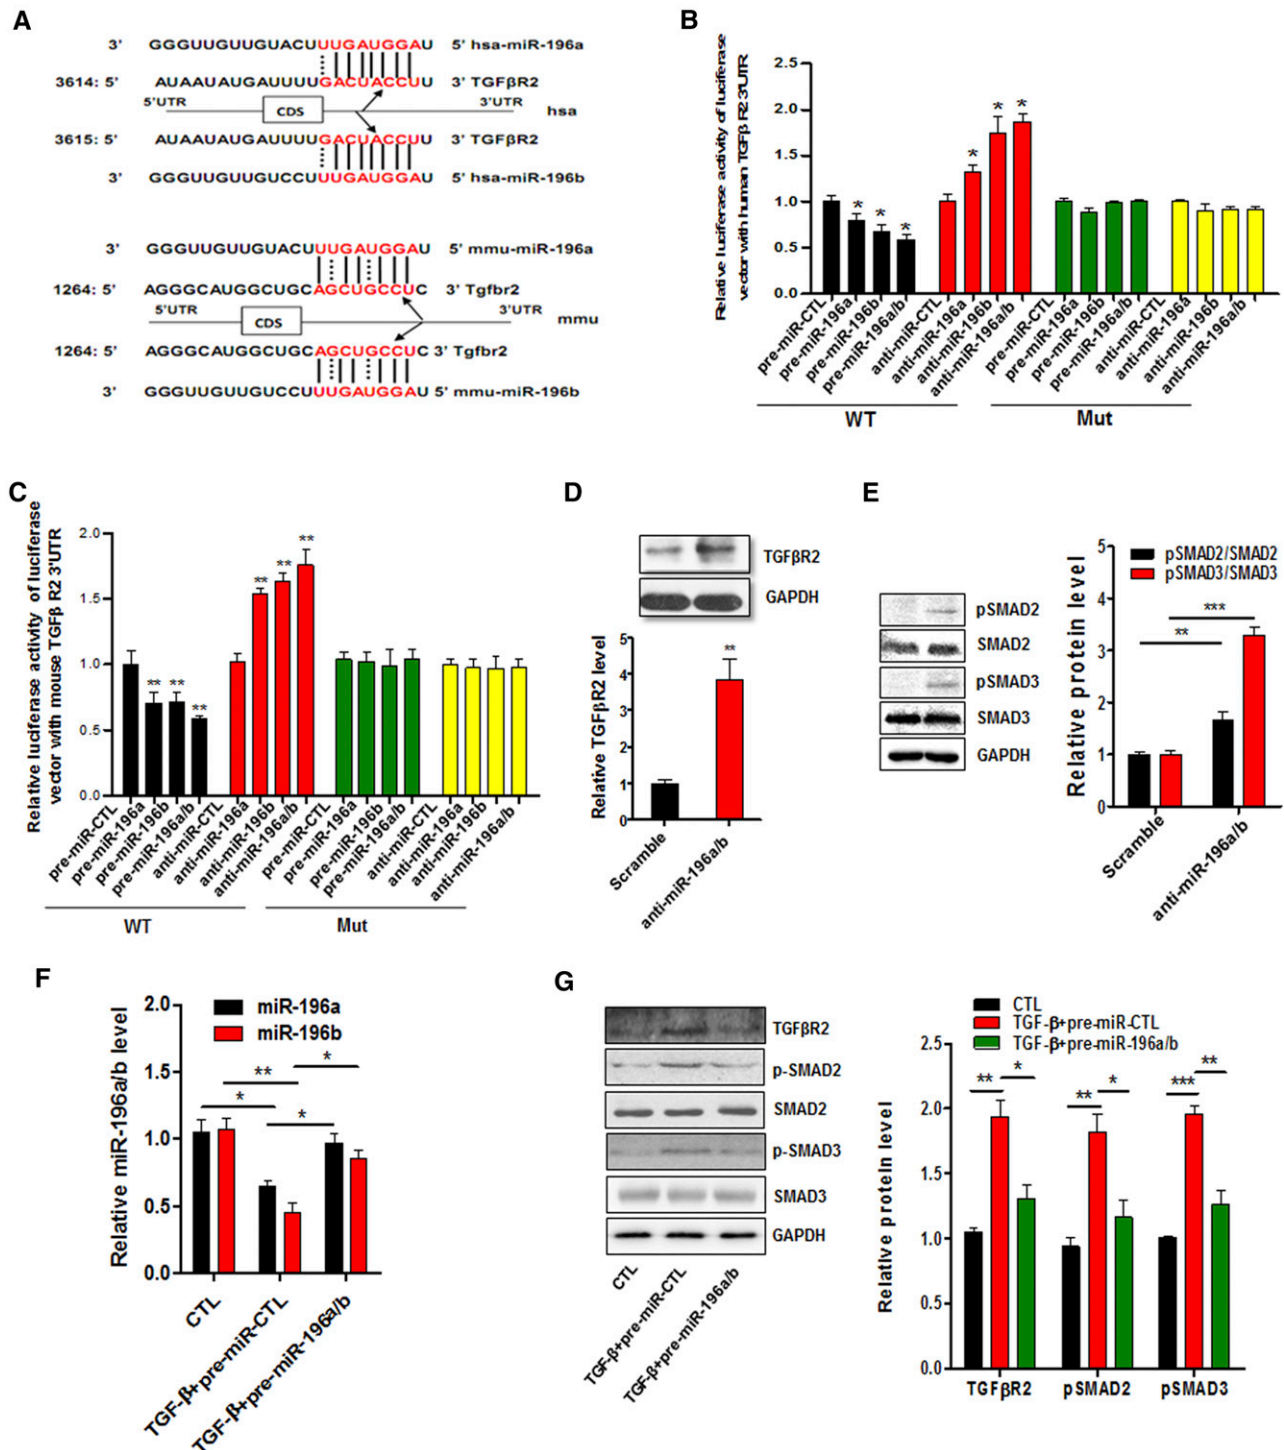 A
3' GGGUUGUUGUACUUUGAUGGAU 5' hsa-miR-196a
3614: 5' AUAAUAUGAUUUUGACUACCUU 3' TGFβR2
5'UTR CDS 3'UTR hsa
3615: 5' AUAAUAUGAUUUUGACUACCUU 3' TGFβR2
3' GGGUUGUUGUCCUUUGAUGGAU 5' hsa-miR-196b
3' GGGUUGUUGUACUUUGAUGGAU 5' mmu-miR-196a
1264: 5' AGGGCAUGGCUGCAGCUGCCUC 3' Tgfbr2
5'UTR CDS 3'UTR mmu
1264: 5' AGGGCAUGGCUGCAGCUGCCUC 3' Tgfbr2
3' GGGUUGUUGUCCUUUGAUGGAU 5' mmu-miR-196b
B
Relative luciferase activity of luciferase
vector with human TGFβ R2 3'UTR
2.5
2.0
1.5
1.0
0.5
0.0
* * * * * *
pre-miR-CTL
pre-miR-196a
pre-miR-196b
pre-miR-196a/b
anti-miR-CTL
anti-miR-196a
anti-miR-196b
anti-miR-196a/b
pre-miR-CTL
pre-miR-196a
pre-miR-196b
pre-miR-196a/b
anti-miR-CTL
anti-miR-196a
anti-miR-196b
anti-miR-196a/b
WT Mut
C
Relative luciferase activity of luciferase
vector with mouse TGFβ R2 3'UTR
2.0
1.5
1.0
0.5
0.0
** ** ** ** ** **
pre-miR-CTL
pre-miR-196a
pre-miR-196b
pre-miR-196a/b
anti-miR-CTL
anti-miR-196a
anti-miR-196b
anti-miR-196a/b
pre-miR-CTL
pre-miR-196a
pre-miR-196b
pre-miR-196a/b
anti-miR-CTL
anti-miR-196a
anti-miR-196b
anti-miR-196a/b
WT Mut
D
TGFβR2
GAPDH
Relative TGFβR2 level
5
4
3
2
1
0
**
Scramble
anti-miR-196a/b
E
pSMAD2
SMAD2
pSMAD3
SMAD3
GAPDH
Relative protein level
5
4
3
2
1
0
pSMAD2/SMAD2
pSMAD3/SMAD3
***
**
Scramble
anti-miR-196a/b
F
Relative miR-196a/b level
2.0
1.5
1.0
0.5
0.0
miR-196a
miR-196b
*
**
*
*
CTL
TGF-β+pre-miR-CTL
TGF-β+pre-miR-196a/b
G
TGFβR2
p-SMAD2
SMAD2
p-SMAD3
SMAD3
GAPDH
CTL
TGF-β+pre-miR-CTL
TGF-β+pre-miR-196a/b
CTL
TGF-β+pre-miR-CTL
TGF-β+pre-miR-196a/b
Relative protein level
2.5
2.0
1.5
1.0
0.5
0.0
** * ** * *** **
TGFβR2 pSMAD2 pSMAD3